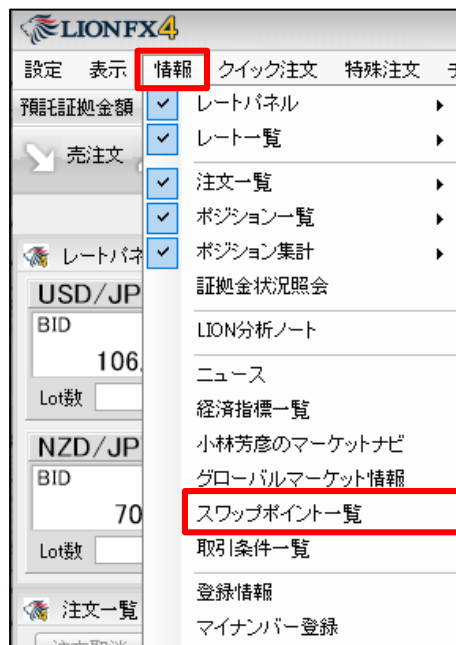 LIONFX4
設定 表示 情報 クイック注文 特殊注文
預託証拠金額
売注文
レートパネル
レート一覧
注文一覧
ポジション一覧
ポジション集計
証拠金状況照会
LION分析ノート
ニュース
経済指標一覧
小林芳彦のマーケットナビ
グローバルマーケット情報
スワップポイント一覧
取引条件一覧
登録情報
マイナンバー登録
レートパネ
USD/JP
BID
106.
Lot数
NZD/JP
BID
70
Lot数
注文一覧